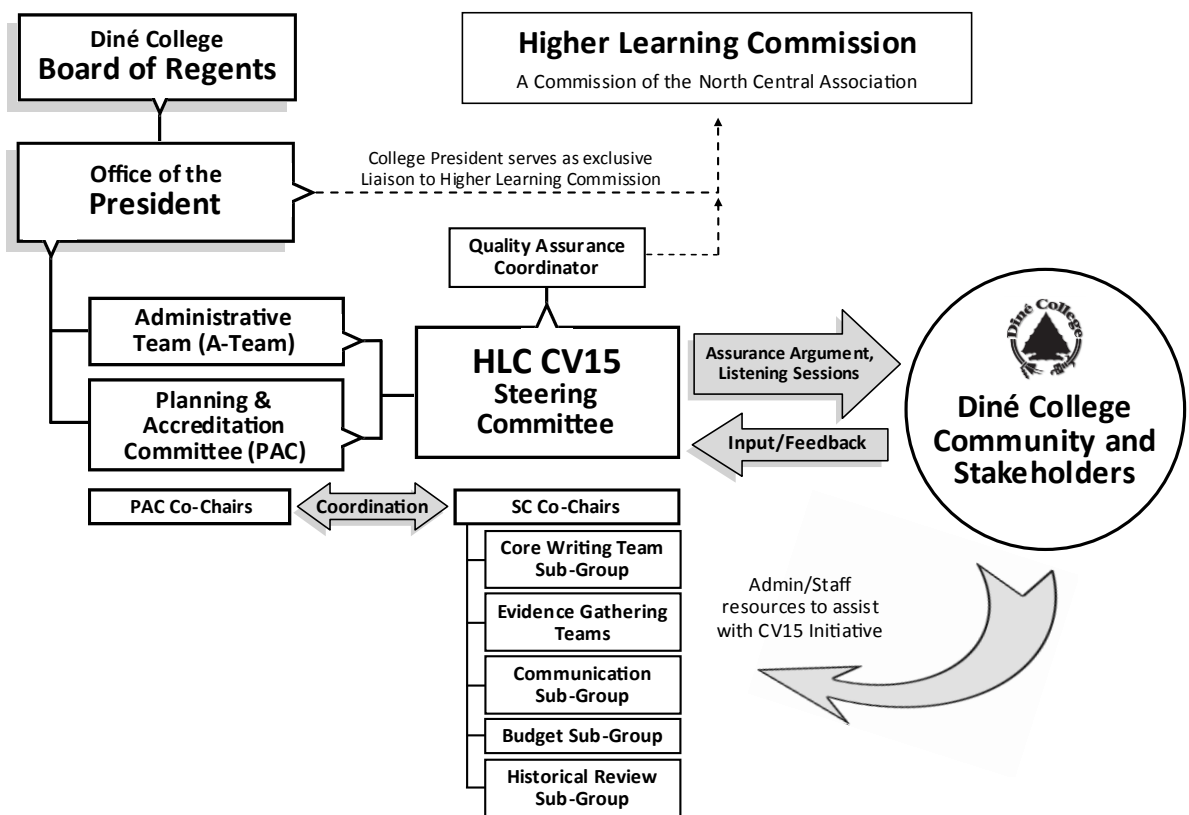 Diné College
Board of Regents
Higher Learning Commission
A Commission of the North Central Association
Office of the
President
College President serves as exclusive
Liaison to Higher Learning Commission
Quality Assurance
Coordinator
Administrative
Team (A-Team)
Planning &
Accreditation
Committee (PAC)
HLC CV15
Steering
Committee
Assurance Argument,
Listening Sessions
Input/Feedback
Diné College
Diné College
Community and
Stakeholders
PAC Co-Chairs
Coordination
SC Co-Chairs
Core Writing Team
Sub-Group
Evidence Gathering
Teams
Communication
Sub-Group
Budget Sub-Group
Historical Review
Sub-Group
Admin/Staff
resources to assist
with CV15 Initiative